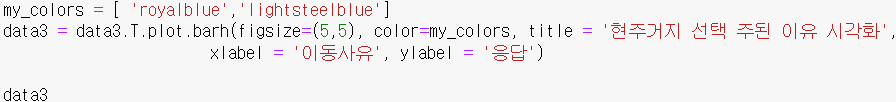 my_colors = [ 'royalblue','lightsteelblue']
data3 = data3.T.plot.barh(figsize=(5,5), color=my_colors, title = '현주거지 선택 주된 이유 시각화',
xlabel = '이동사유', ylabel = '응답')
data3